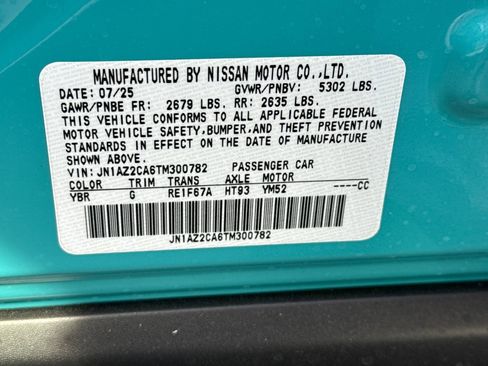 MANUFACTURED BY NISSAN MOTOR CO.,LTD.
DATE: 07/25 GVWR/PNBV: 5302 LBS.
GAWR/PNBE FR: 2679 LBS. RR: 2635 LBS.
THIS VEHICLE CONFORMS TO ALL APPLICABLE FEDERAL
MOTOR VEHICLE SAFETY, BUMPER, AND THEFT PREVENTION
STANDARDS IN EFFECT ON THE DATE OF MANUFACTURE
SHOWN ABOVE.
VIN: JN1AZ2CA6TM300782 PASSENGER CAR
COLOR TRIM TRANS AXLE MOTOR
YBR G RE1F67A HT93 YM52 ----CC
JN1AZ2CA6TM300782